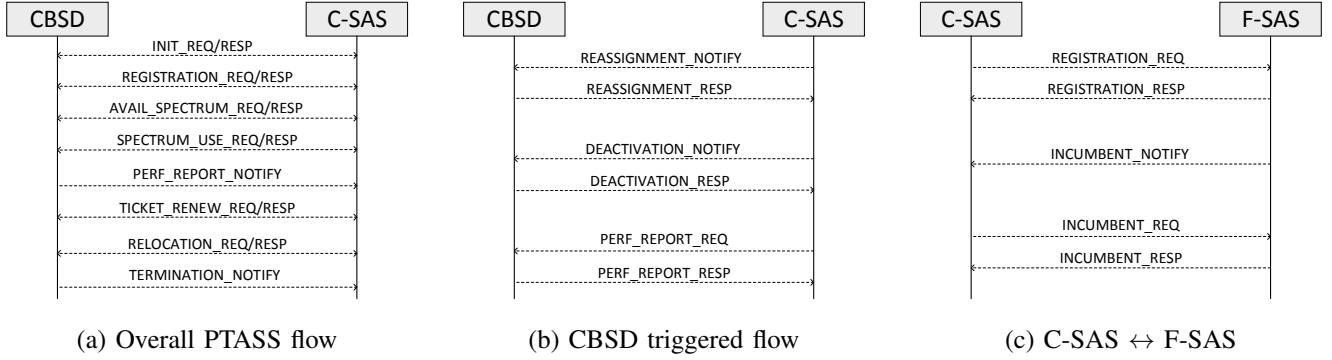 CBSD
C-SAS
INIT_REQ/RESP
REGISTRATION_REQ/RESP
AVAIL_SPECTRUM_REQ/RESP
SPECTRUM_USE_REQ/RESP
PERF_REPORT_NOTIFY
TICKET_RENEW_REQ/RESP
RELOCATION_REQ/RESP
TERMINATION_NOTIFY
(a) Overall PTASS flow
CBSD
C-SAS
REASSIGNMENT_NOTIFY
REASSIGNMENT_RESP
DEACTIVATION_NOTIFY
DEACTIVATION_RESP
PERF_REPORT_REQ
PERF_REPORT_RESP
(b) CBSD triggered flow
C-SAS
F-SAS
REGISTRATION_REQ
REGISTRATION_RESP
INCUMBENT_NOTIFY
INCUMBENT_REQ
INCUMBENT_RESP
(c) C-SAS ↔ F-SAS